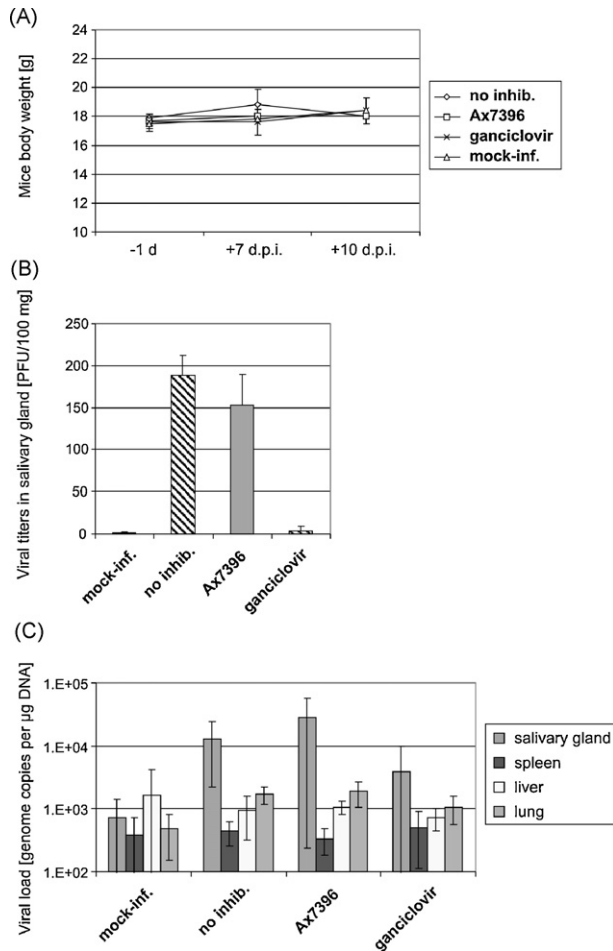 (A)
Mice body weight [g]
24
22
20
18
16
14
12
10
-1 d +7 d.p.i. +10 d.p.i.
no inhib.
Ax7396
ganciclovir
mock-inf.
(B)
Viral titers in salivary gland [PFU/100 mg]
250
200
150
100
50
0
mock-inf. no inhib. Ax7396 ganciclovir
(C)
Viral load [genome copies per µg DNA]
1.E+05
1.E+04
1.E+03
1.E+02
mock-inf. no inhib. Ax7396 ganciclovir
salivary gland
spleen
liver
lung